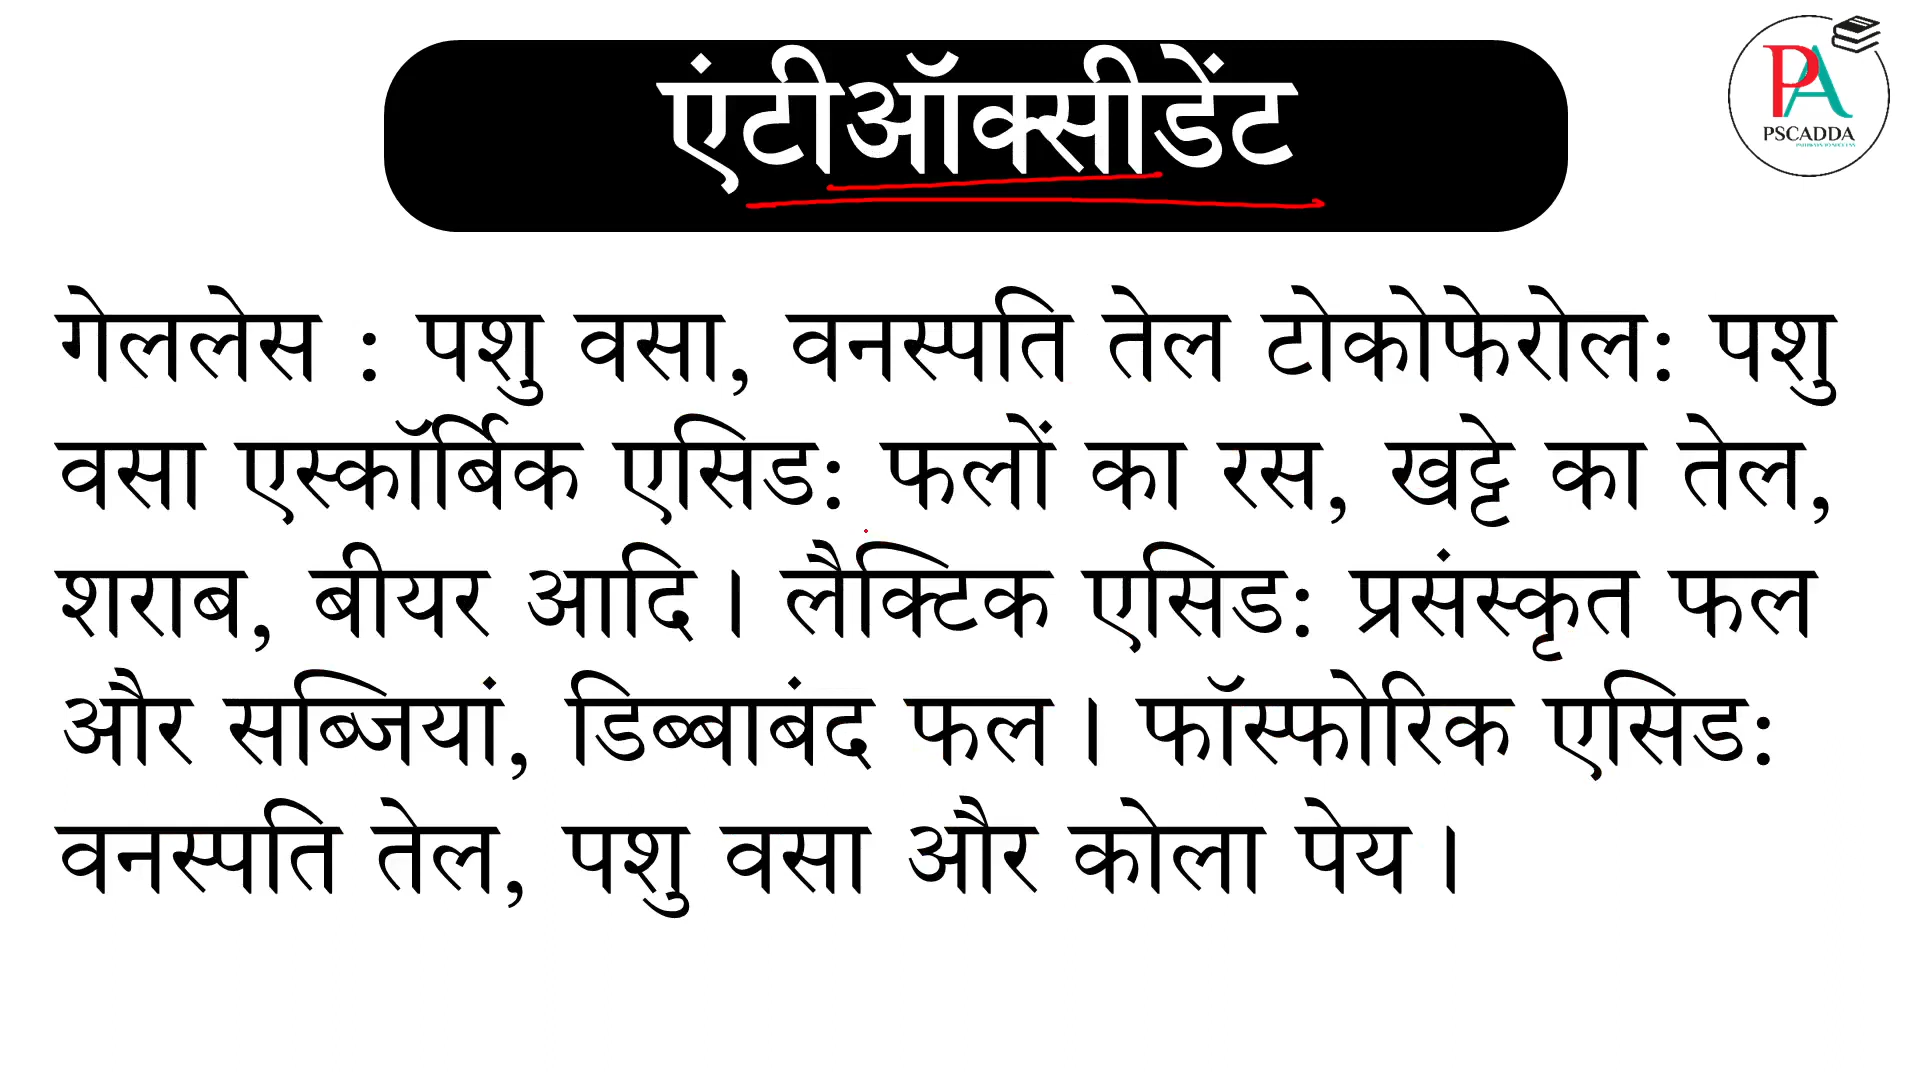 एंटीऑक्सीडेंट
PA
PSCADDA
गेललेस : पशु वसा, वनस्पति तेल टोकोफेरोल: पशु
वसा एस्कॉर्बिक एसिड: फलों का रस, खट्टे का तेल,
शराब, बीयर आदि। लैक्टिक एसिड: प्रसंस्कृत फल
और सब्जियां, डिब्बाबंद फल। फॉस्फोरिक एसिड:
वनस्पति तेल, पशु वसा और कोला पेय।